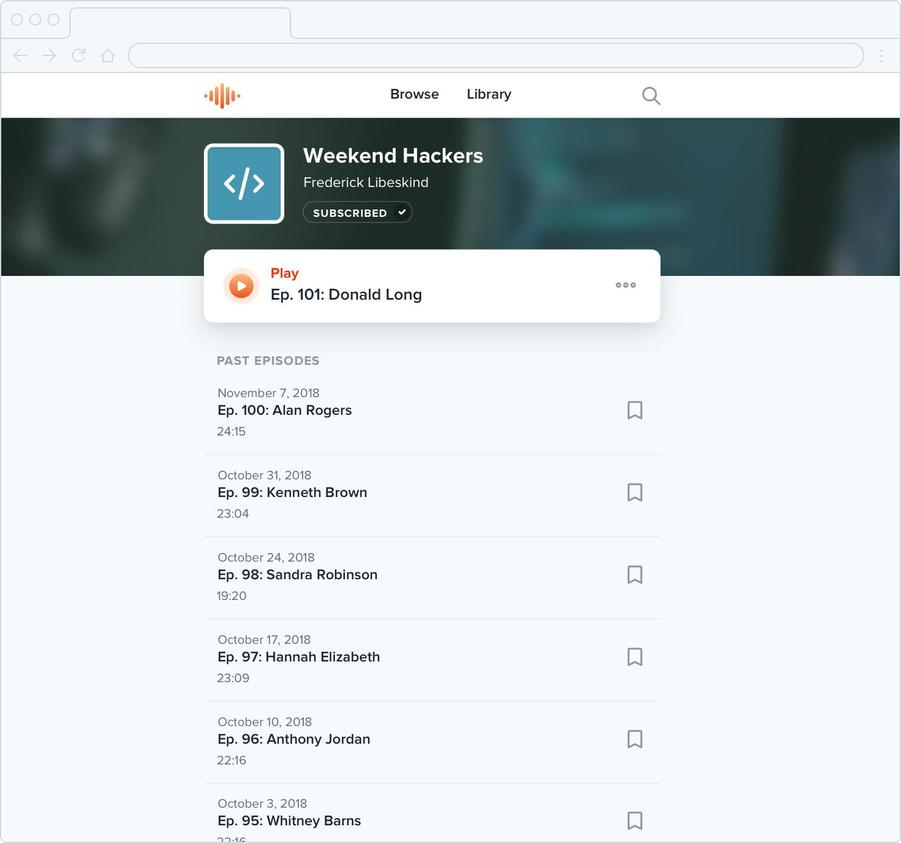 Browse
Library
Weekend Hackers
Frederick Libeskind
SUBSCRIBED
Play
Ep. 101: Donald Long
PAST EPISODES
November 7, 2018
Ep. 100: Alan Rogers
24:15
October 31, 2018
Ep. 99: Kenneth Brown
23:04
October 24, 2018
Ep. 98: Sandra Robinson
19:20
October 17, 2018
Ep. 97: Hannah Elizabeth
23:09
October 10, 2018
Ep. 96: Anthony Jordan
22:16
October 3, 2018
Ep. 95: Whitney Barns